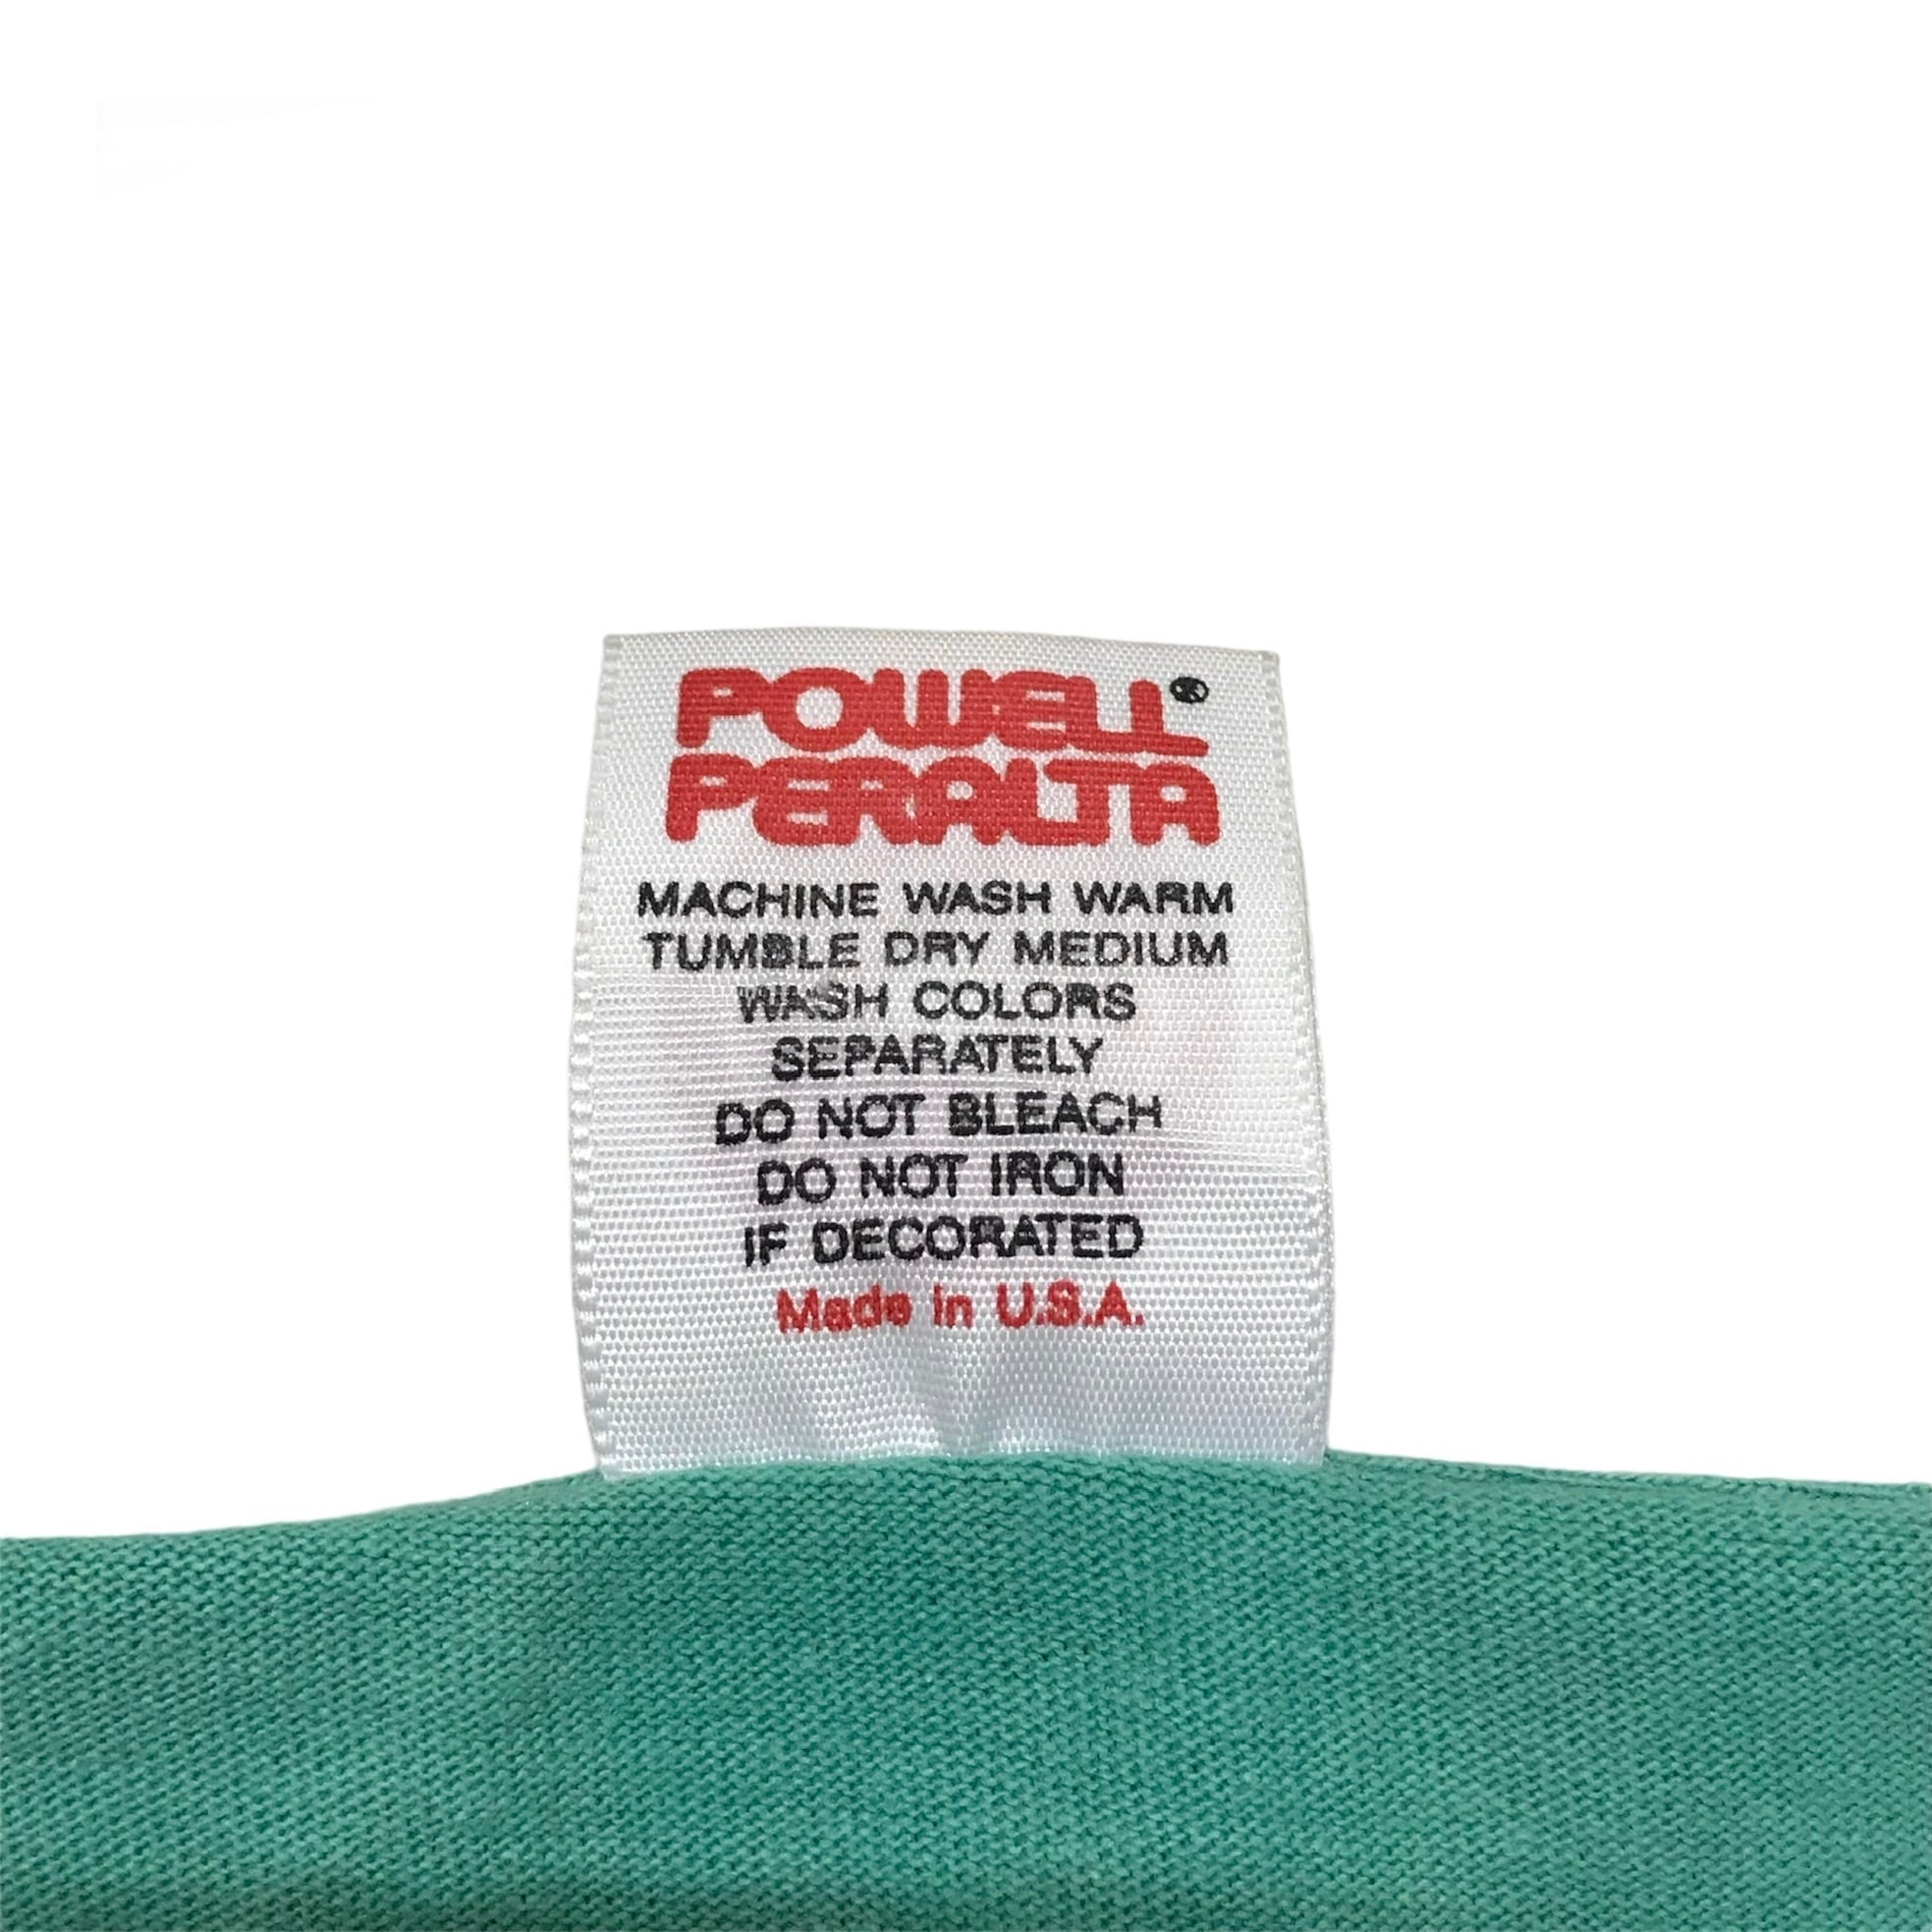 POWELL®
PERALTA
MACHINE WASH WARM
TUMBLE DRY MEDIUM
WASH COLORS
SEPARATELY
DO NOT BLEACH
DO NOT IRON
IF DECORATED
Made in U.S.A.